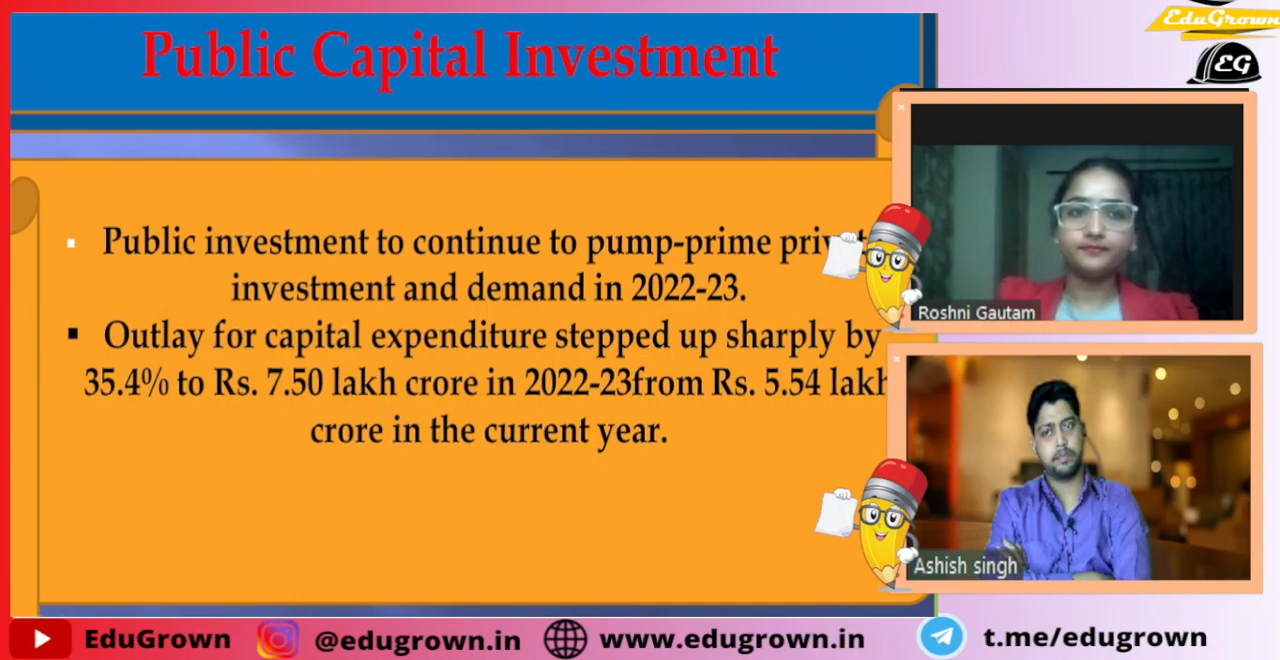 Public Capital Investment
EduGrown
EG
Public investment to continue to pump-prime
investment and demand in 2022-23.
Outlay for capital expenditure stepped up sharply by
35.4% to Rs. 7.50 lakh crore in 2022-23from Rs. 5.54 lakh
crore in the current year.
Roshni Gautam
Ashish singh
EduGrown @edugrown.in www.edugrown.in t.me/edugrown